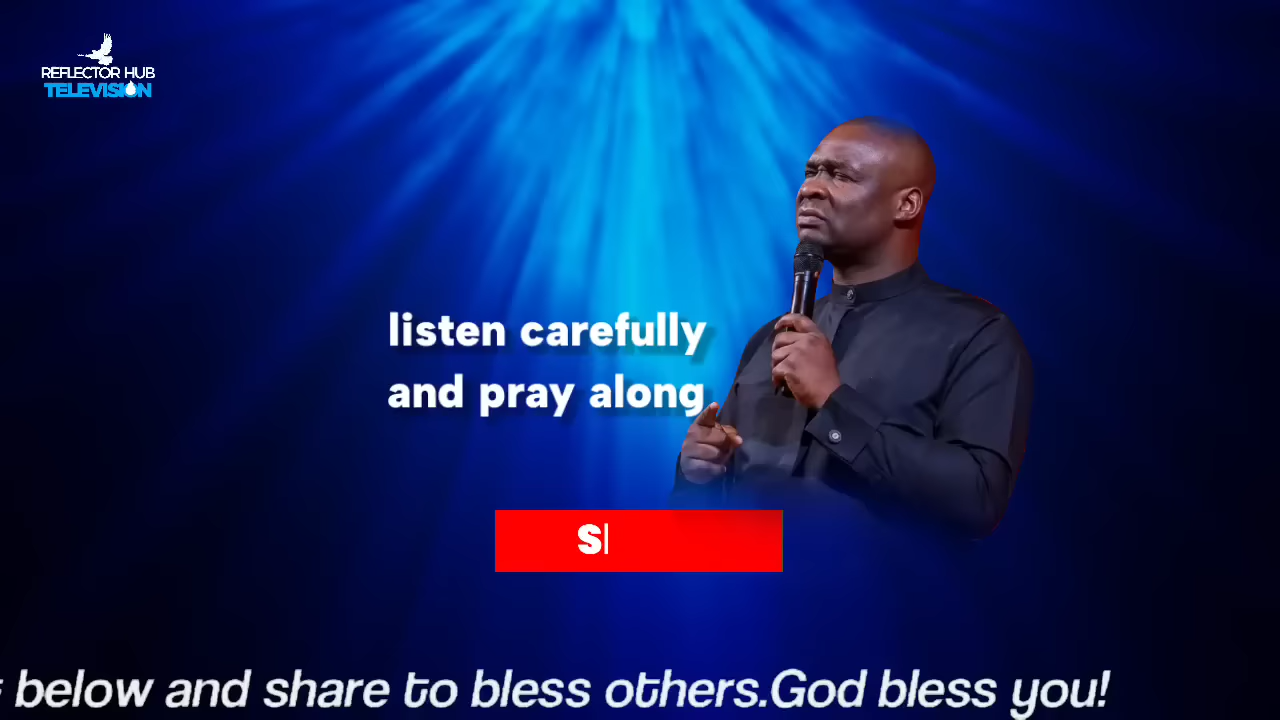 REFLECTOR HUB
TELEVISION
listen carefully
and pray along
below and share to bless others.God bless you!